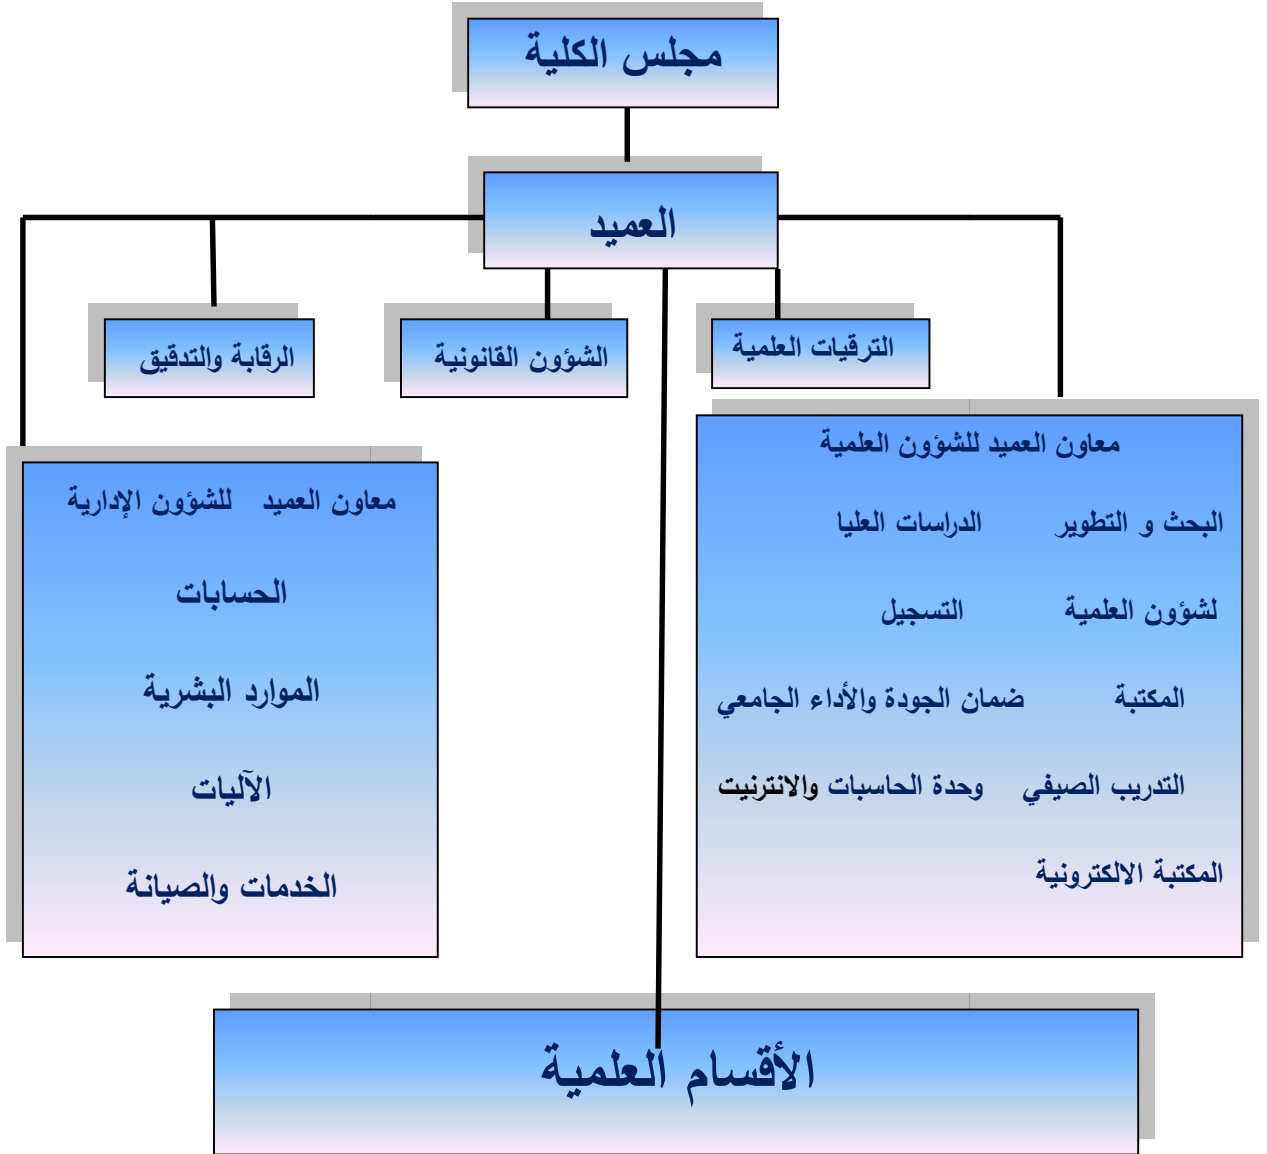 مجلس الكلية
العميد
الترقيات العلمية
الشؤون القانونية
الرقابة والتدقيق
معاون العميد للشؤون العلمية
البحث و التطوير الدراسات العليا
لشؤون العلمية التسجيل
المكتبة ضمان الجودة والأداء الجامعي
التدريب الصيفي وحدة الحاسبات والانترنيت
المكتبة الالكترونية
معاون العميد للشؤون الإدارية
الحسابات
الموارد البشرية
الآليات
الخدمات والصيانة
الأقسام العلمية